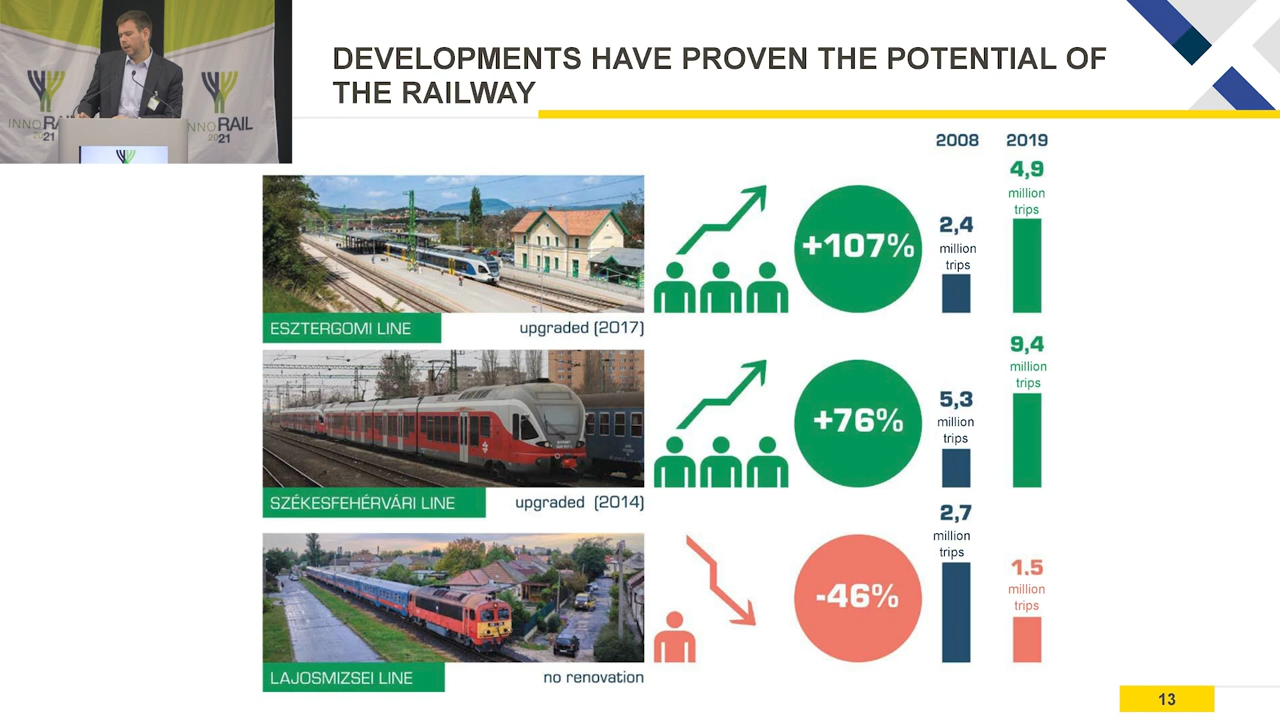 DEVELOPMENTS HAVE PROVEN THE POTENTIAL OF
THE RAILWAY
INNO
2021
INNORAIL
2021
2008 2019
4,9
million
trips
2,4
million
trips
+107%
ESZTERGOMI LINE
upgraded (2017)
9,4
million
trips
5,3
million
trips
+76%
SZÉKESFEHÉRVÁRI LINE
upgraded (2014)
2,7
million
trips
1.5
million
trips
-46%
LAJOSMIZSEI LINE
no renovation
13